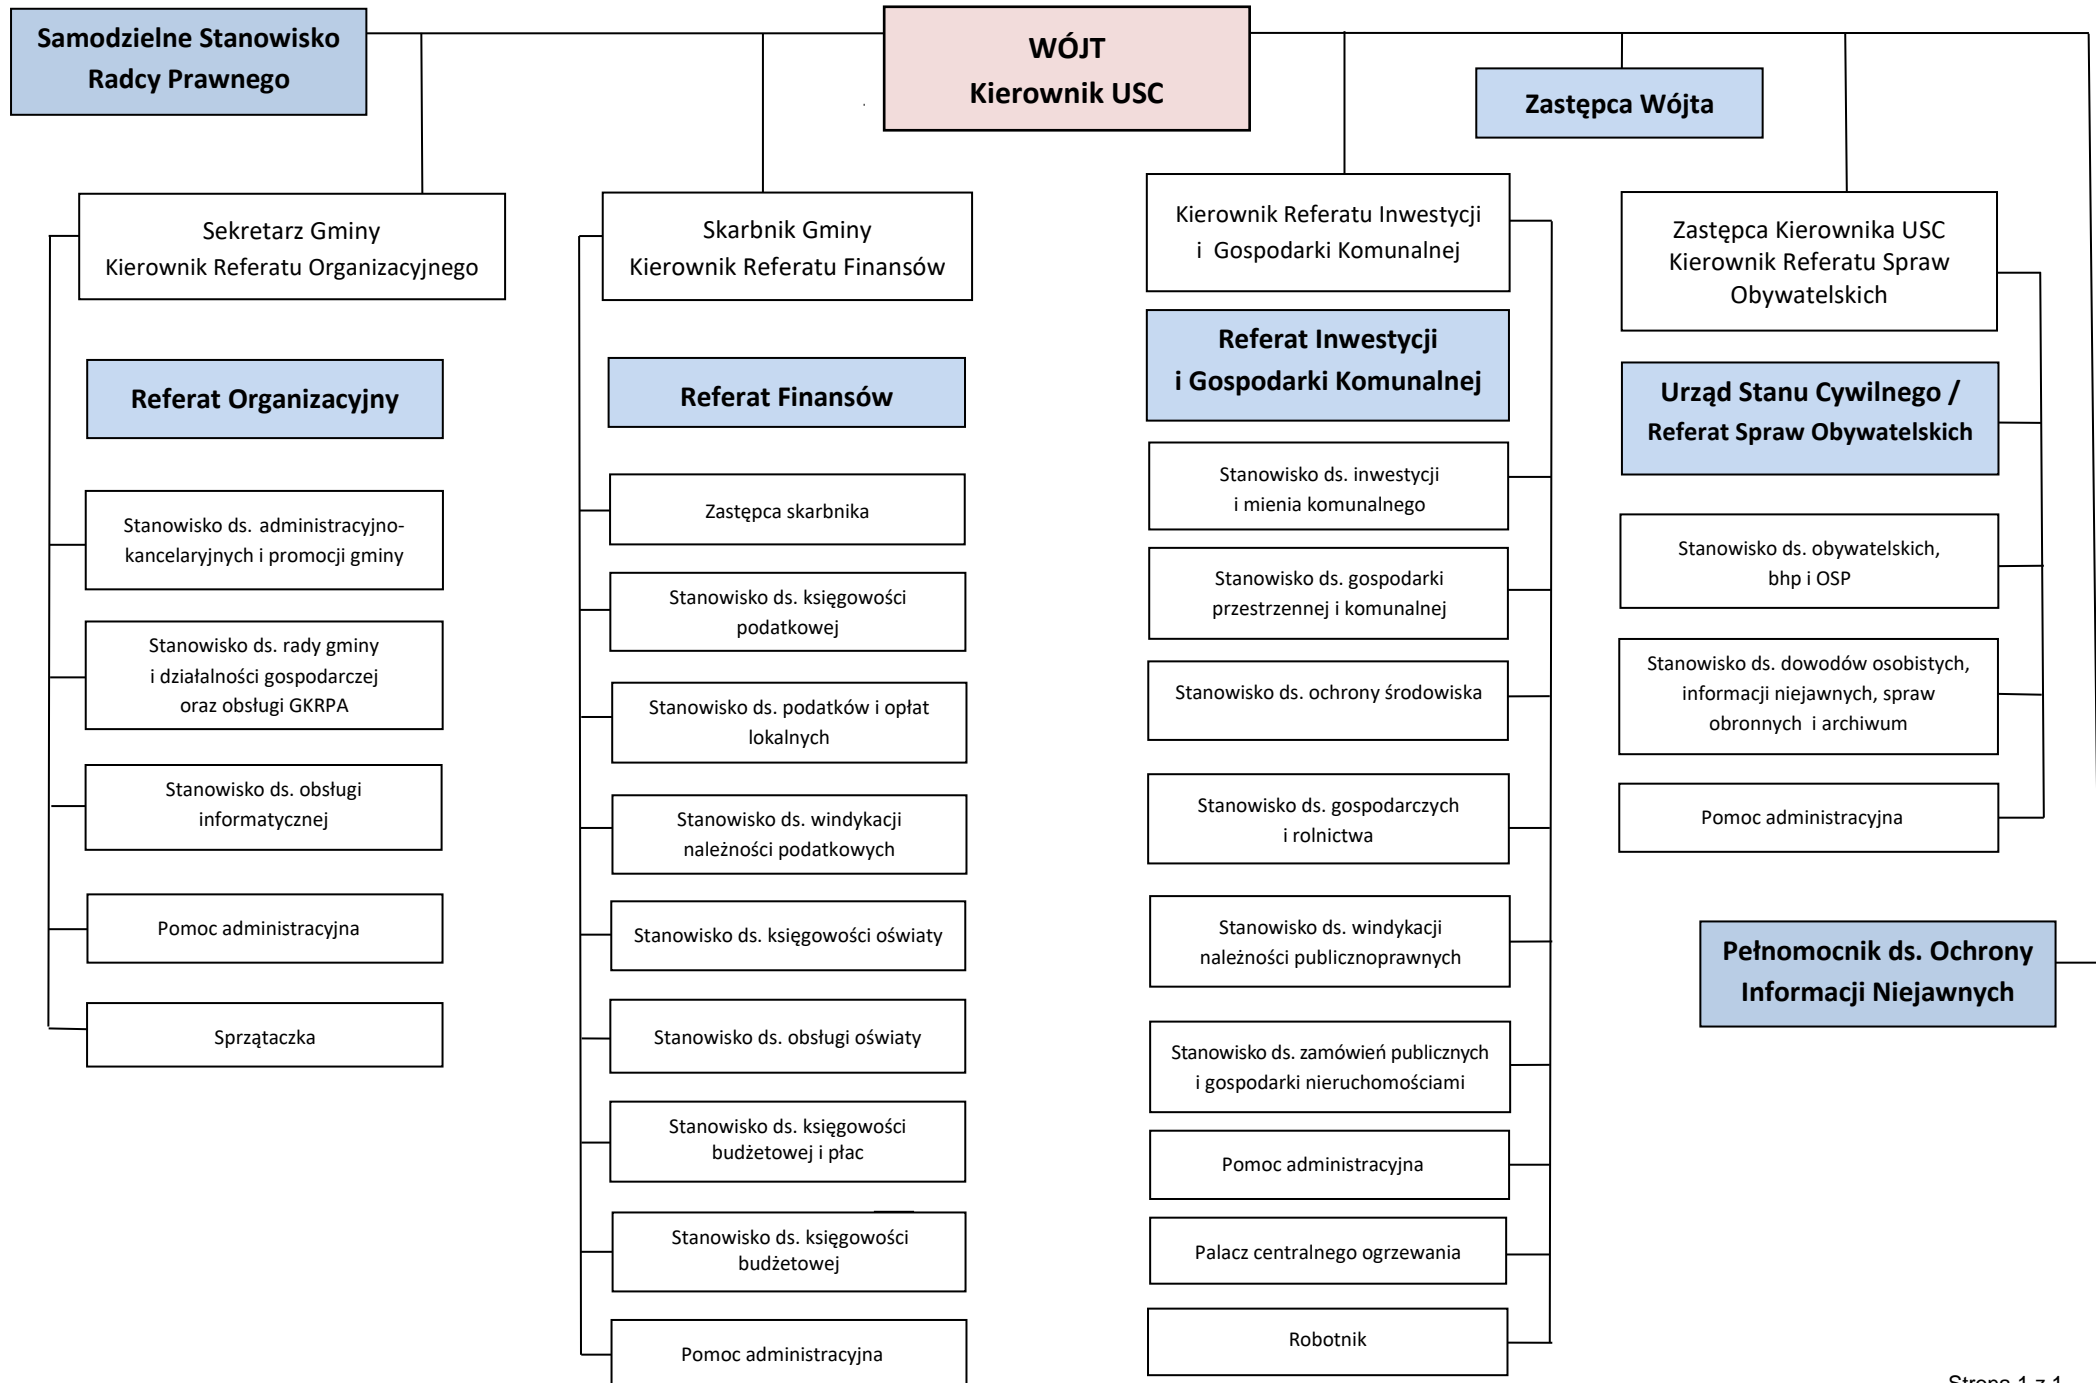 Samodzielne Stanowisko
Radcy Prawnego
WÓJT
Kierownik USC
Zastępca Wójta
Sekretarz Gminy
Kierownik Referatu Organizacyjnego
Skarbnik Gminy
Kierownik Referatu Finansów
Kierownik Referatu Inwestycji
i Gospodarki Komunalnej
Zastępca Kierownika USC
Kierownik Referatu Spraw
Obywatelskich
Referat Organizacyjny
Stanowisko ds. administracyjno-
kancelaryjnych i promocji gminy
Stanowisko ds. rady gminy
i działalności gospodarczej
oraz obsługi GKRPA
Stanowisko ds. obsługi
informatycznej
Pomoc administracyjna
Sprzątaczka
Referat Finansów
Zastępca skarbnika
Stanowisko ds. księgowości
podatkowej
Stanowisko ds. podatków i opłat
lokalnych
Stanowisko ds. windykacji
należności podatkowych
Stanowisko ds. księgowości oświaty
Stanowisko ds. obsługi oświaty
Stanowisko ds. księgowości
budżetowej i płac
Stanowisko ds. księgowości
budżetowej
Pomoc administracyjna
Referat Inwestycji
i Gospodarki Komunalnej
Stanowisko ds. inwestycji
i mienia komunalnego
Stanowisko ds. gospodarki
przestrzennej i komunalnej
Stanowisko ds. ochrony środowiska
Stanowisko ds. gospodarczych
i rolnictwa
Stanowisko ds. windykacji
należności publicznoprawnych
Stanowisko ds. zamówień publicznych
i gospodarki nieruchomościami
Pomoc administracyjna
Palacz centralnego ogrzewania
Robotnik
Urząd Stanu Cywilnego /
Referat Spraw Obywatelskich
Stanowisko ds. obywatelskich,
bhp i OSP
Stanowisko ds. dowodów osobistych,
informacji niejawnych, spraw
obronnych i archiwum
Pomoc administracyjna
Pełnomocnik ds. Ochrony
Informacji Niejawnych
Strona 1 z 1